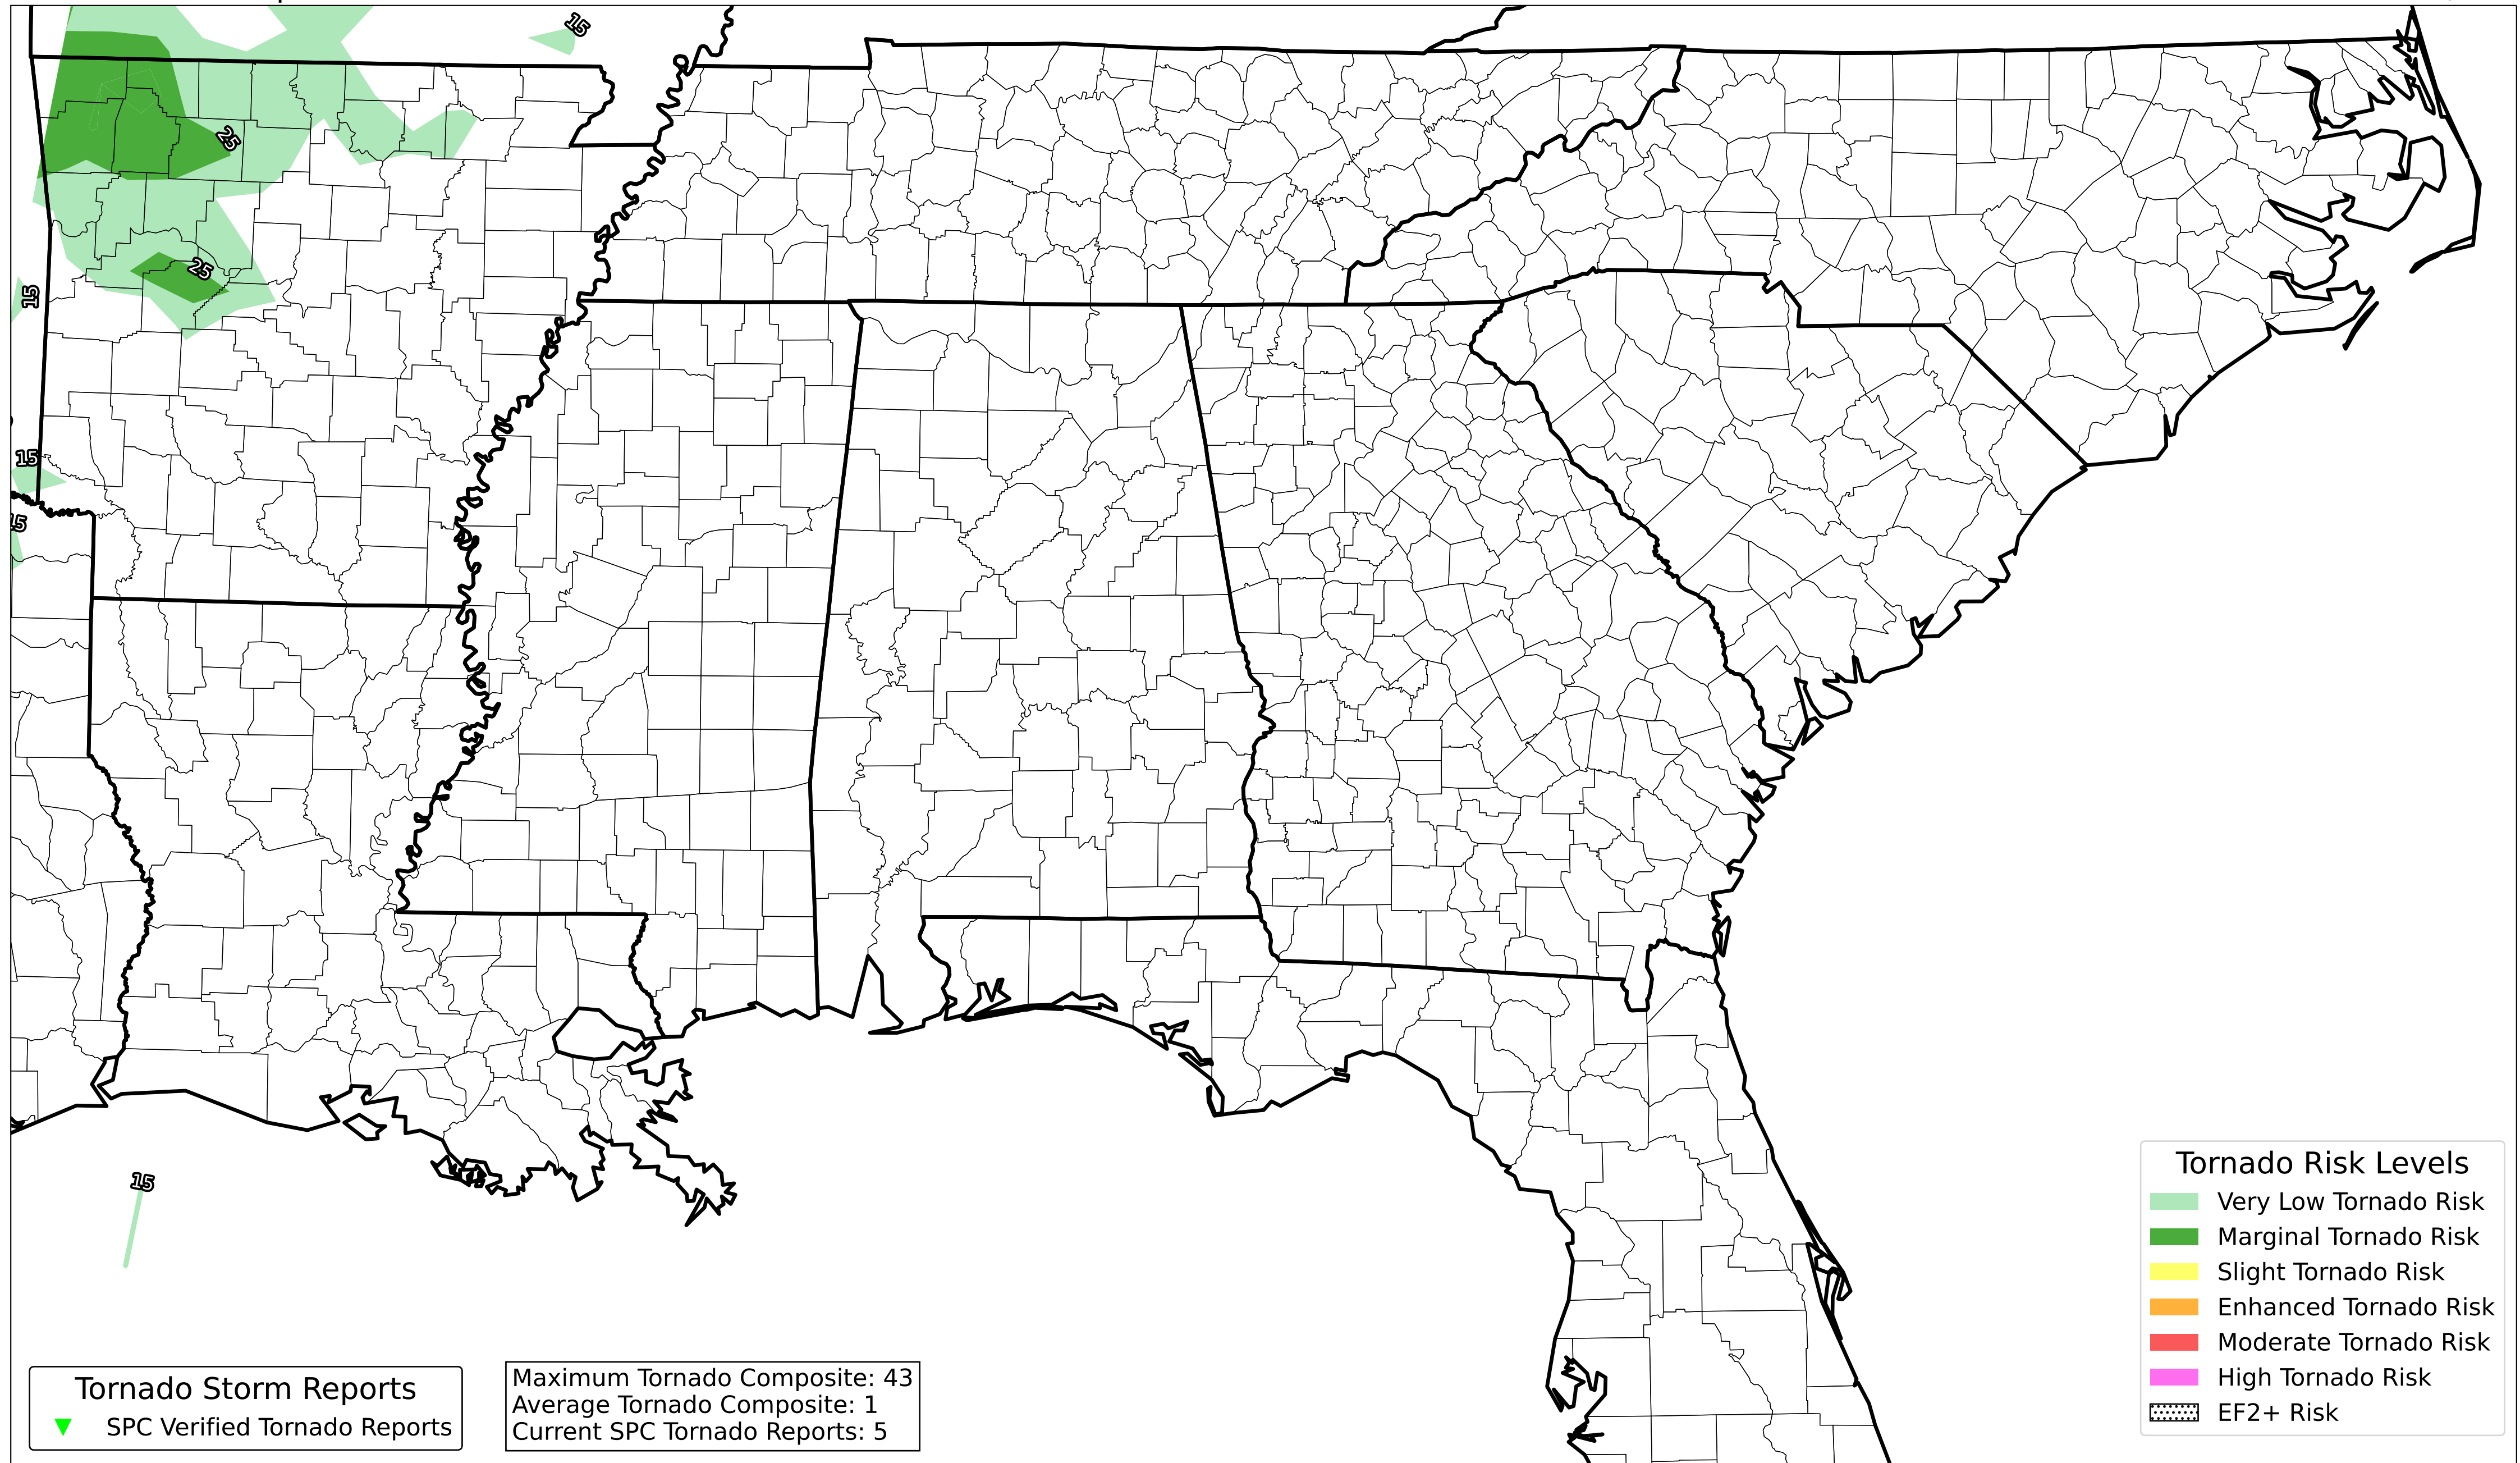 15
25
25
15
15
15
15
Tornado Risk Levels
Very Low Tornado Risk
Marginal Tornado Risk
Slight Tornado Risk
Enhanced Tornado Risk
Moderate Tornado Risk
High Tornado Risk
EF2+ Risk
Tornado Storm Reports
SPC Verified Tornado Reports
Maximum Tornado Composite: 43
Average Tornado Composite: 1
Current SPC Tornado Reports: 5